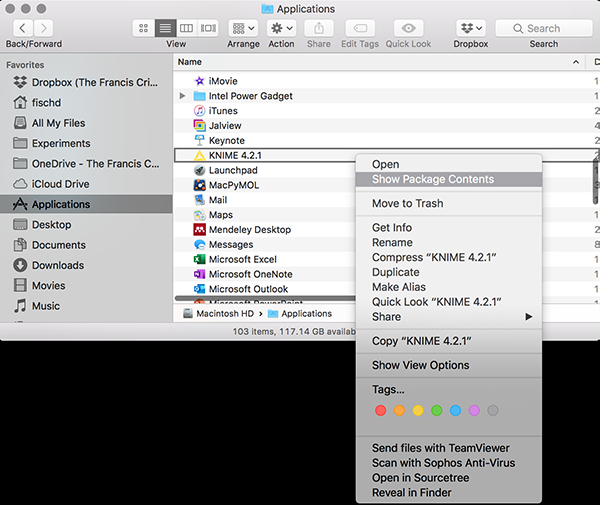 Applications
Back/Forward
View
Arrange
Action
Share
Edit Tags
Quick Look
Dropbox
Search
Search
Favorites
Dropbox (The Francis Cri...
fischd
All My Files
Experiments
OneDrive - The Francis C...
iCloud Drive
Applications
Desktop
Documents
Downloads
Movies
Music
Name
iMovie
Intel Power Gadget
iTunes
Jalview
Keynote
KNIME 4.2.1
Launchpad
MacPyMOL
Mail
Maps
Mendeley Desktop
Messages
Microsoft Excel
Microsoft OneNote
Microsoft Outlook
Microsoft PowerPoint
Macintosh HD
Applications
103 items, 117.14 GB availa
Open
Show Package Contents
Move to Trash
Get Info
Rename
Compress “KNIME 4.2.1”
Duplicate
Make Alias
Quick Look “KNIME 4.2.1”
Share
Copy “KNIME 4.2.1”
Show View Options
Tags...
Send files with TeamViewer
Scan with Sophos Anti-Virus
Open in Sourcetree
Reveal in Finder